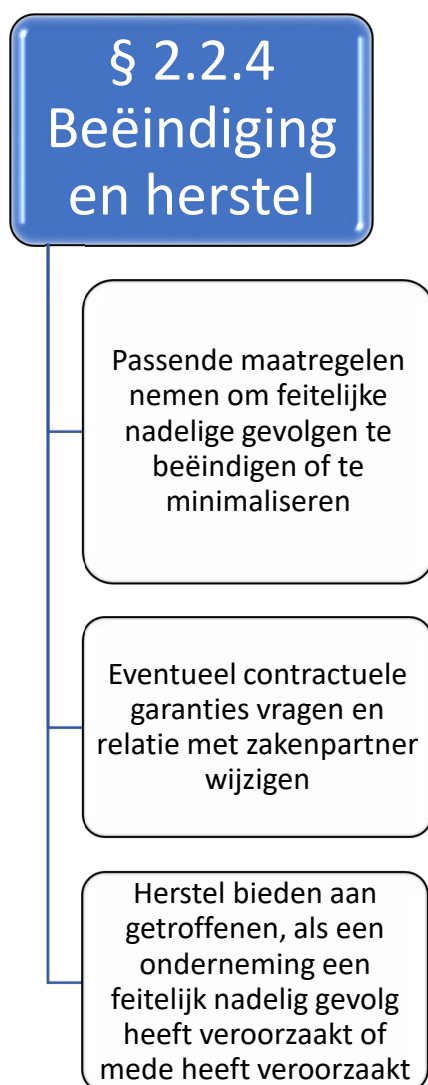 § 2.2.4
Beëindiging
en herstel
Passende maatregelen
nemen om feitelijke
nadelige gevolgen te
beëindigen of te
minimaliseren
Eventueel contractuele
garanties vragen en
relatie met zakenpartner
wijzigen
Herstel bieden aan
getroffenen, als een
onderneming een
feitelijk nadelig gevolg
heeft veroorzaakt of
mede heeft veroorzaakt